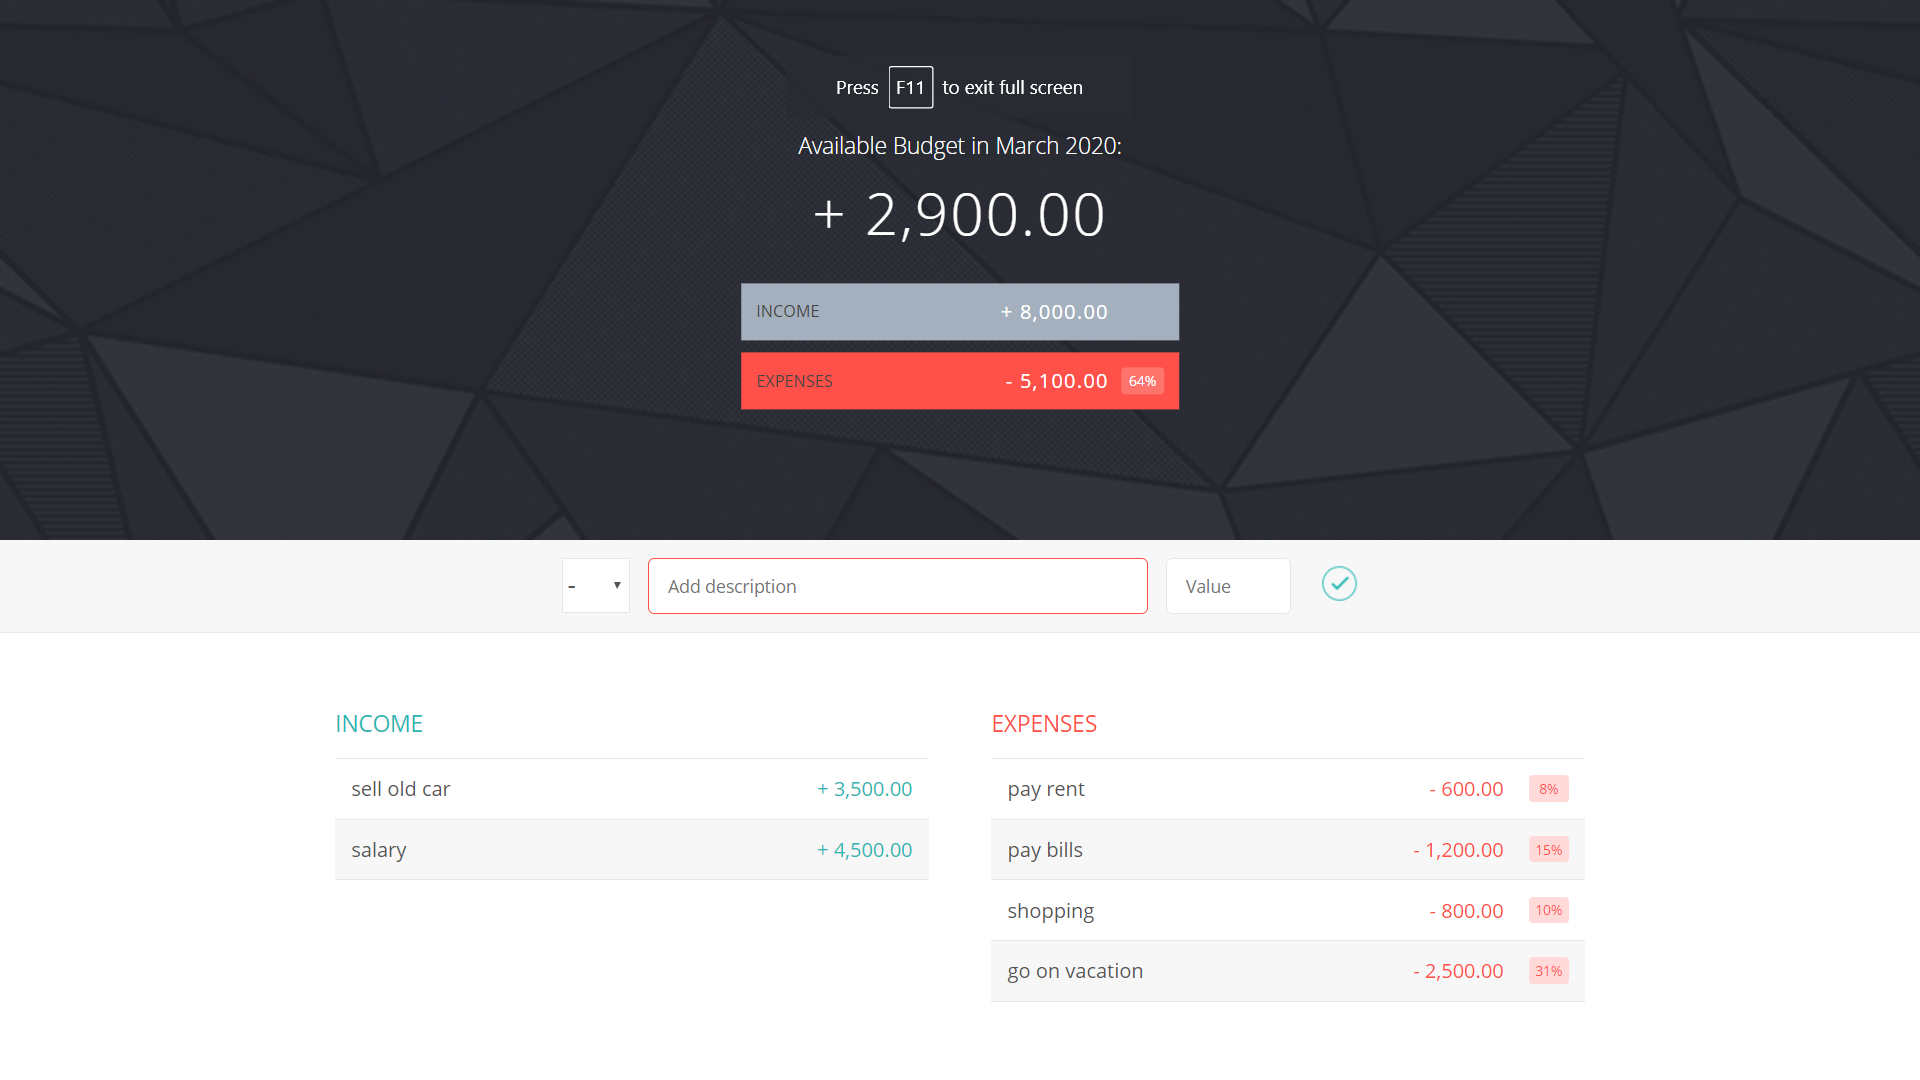 Press F11 to exit full screen
Available Budget in March 2020:
+ 2,900.00
INCOME + 8,000.00
EXPENSES - 5,100.00 64%
- Add description Value
INCOME
sell old car + 3,500.00
salary + 4,500.00
EXPENSES
pay rent - 600.00 8%
pay bills - 1,200.00 15%
shopping - 800.00 10%
go on vacation - 2,500.00 31%